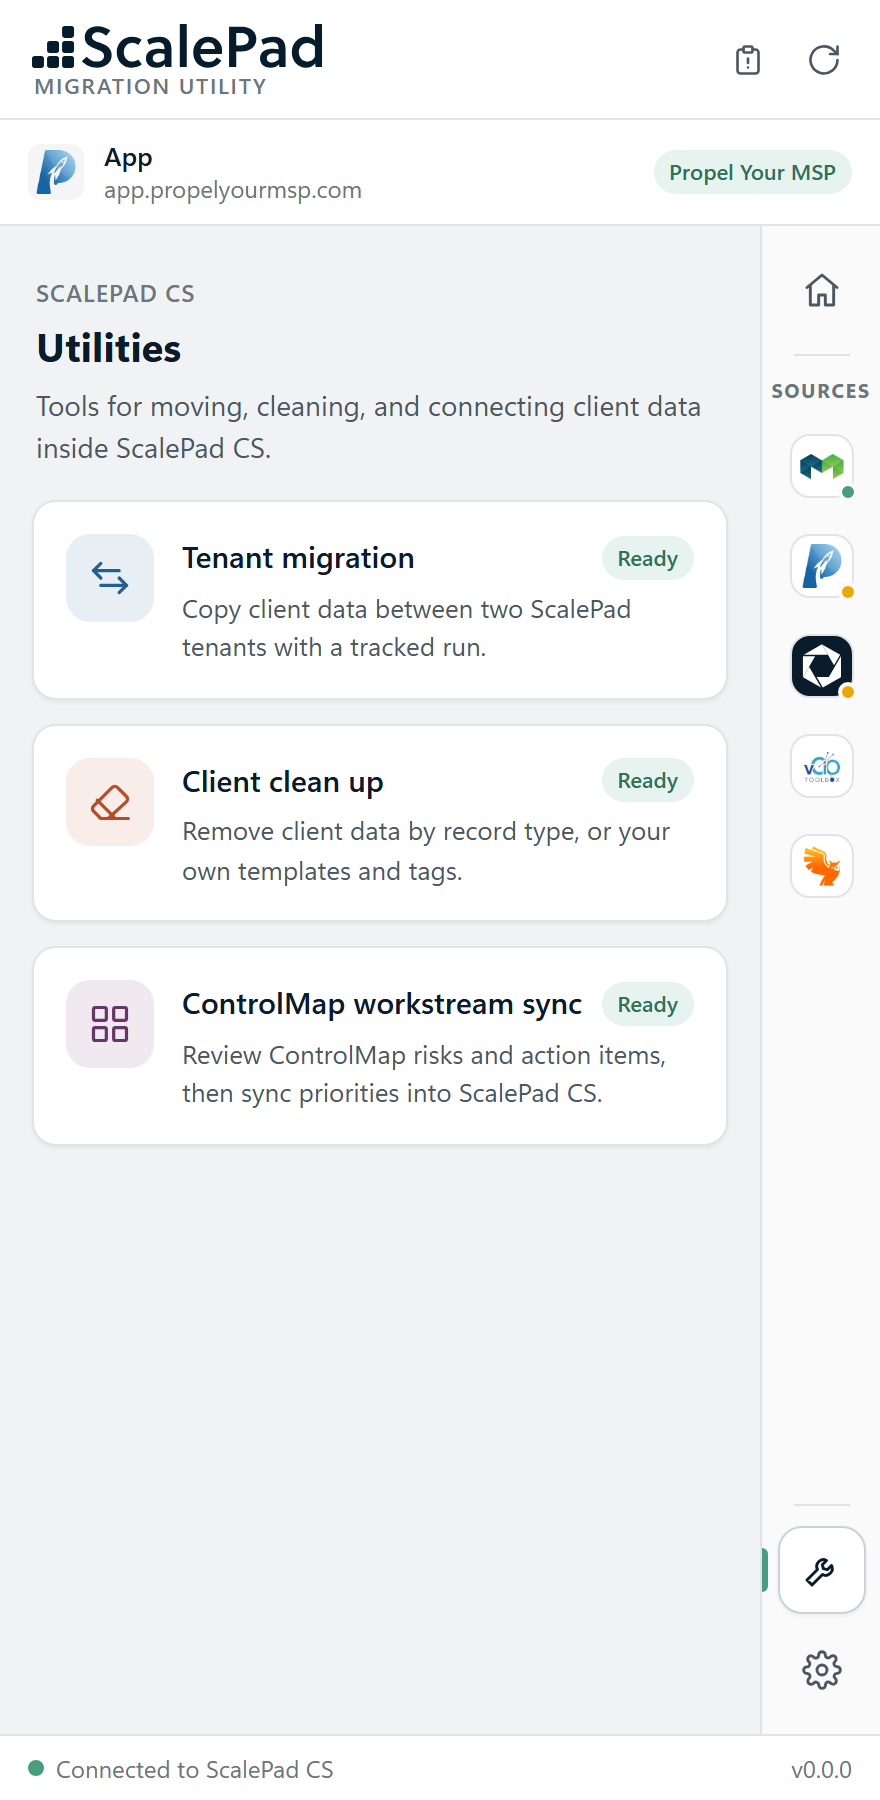 ScalePad
MIGRATION UTILITY
App
app.propelyourmsp.com
Propel Your MSP
SCALEPAD CS
Utilities
Tools for moving, cleaning, and connecting client data
inside ScalePad CS.
Tenant migration
Ready
Copy client data between two ScalePad
tenants with a tracked run.
Client clean up
Ready
Remove client data by record type, or your
own templates and tags.
ControlMap workstream sync
Ready
Review ControlMap risks and action items,
then sync priorities into ScalePad CS.
SOURCES
vCIO
TOOLBOX
Connected to ScalePad CS
v0.0.0